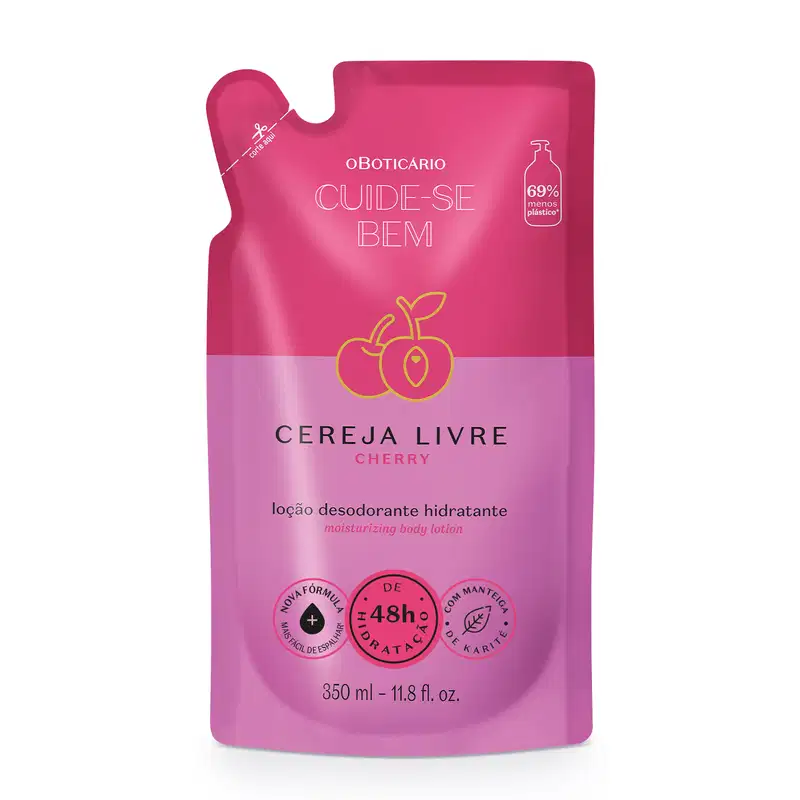 corte aqui
oBOTICÁRIO
CUIDE-SE
BEM
69%
menos
plástico*
CEREJA LIVRE
CHERRY
loção desodorante hidratante
moisturizing body lotion
NOVA FÓRMULA
MAIS FÁCIL DE ESPALHAR!
DE
48h
HIDRATAÇÃO
COM MANTEIGA
DE KARITÉ
350 ml – 11.8 fl. oz.